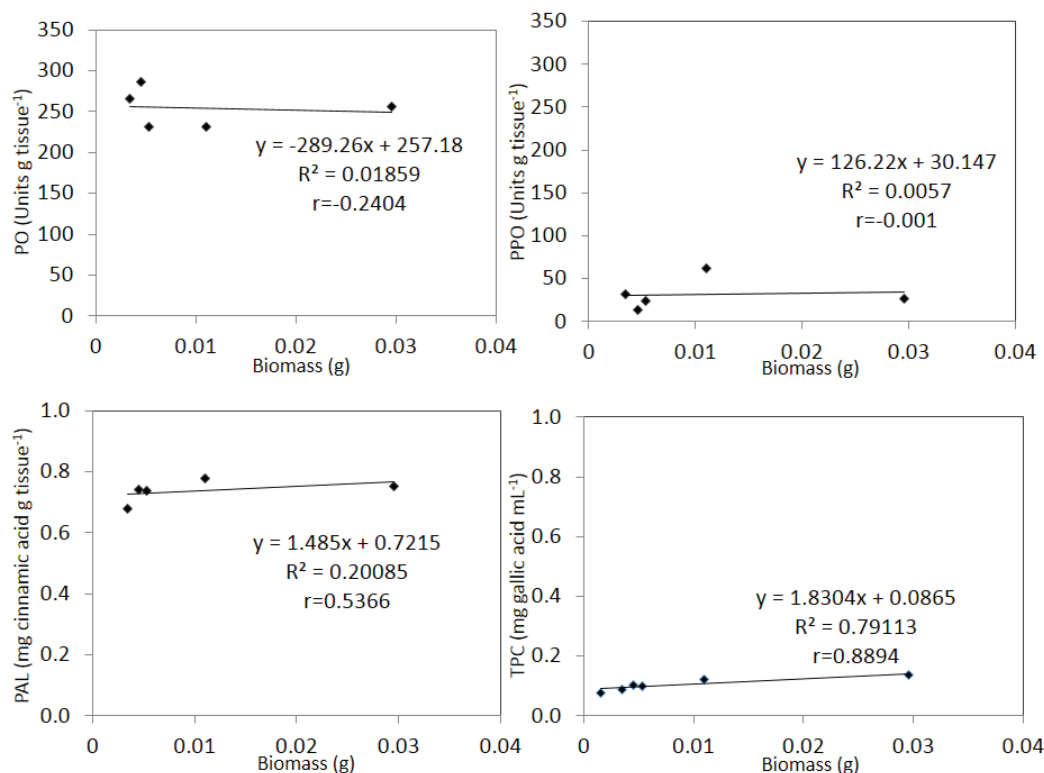 PO (Units g tissue⁻¹)
350
300
250
200
150
100
50
0
y = -289.26x + 257.18
R² = 0.01859
r=-0.2404
0 0.01 0.02 0.03 0.04
Biomass (g)
PPO (Units g tissue⁻¹)
350
300
250
200
150
100
50
0
y = 126.22x + 30.147
R² = 0.0057
r=-0.001
0 0.01 0.02 0.03 0.04
Biomass (g)
PAL (mg cinnamic acid g tissue⁻¹)
1.0
0.8
0.6
0.4
0.2
0.0
y = 1.485x + 0.7215
R² = 0.20085
r=0.5366
0 0.01 0.02 0.03 0.04
Biomass (g)
TPC (mg gallic acid mL⁻¹)
1.0
0.8
0.6
0.4
0.2
0.0
y = 1.8304x + 0.0865
R² = 0.79113
r=0.8894
0 0.01 0.02 0.03 0.04
Biomass (g)